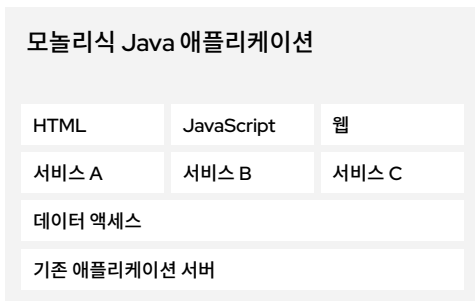 모놀리식 Java 애플리케이션
HTML JavaScript 웹
서비스 A 서비스 B 서비스 C
데이터 액세스
기존 애플리케이션 서버